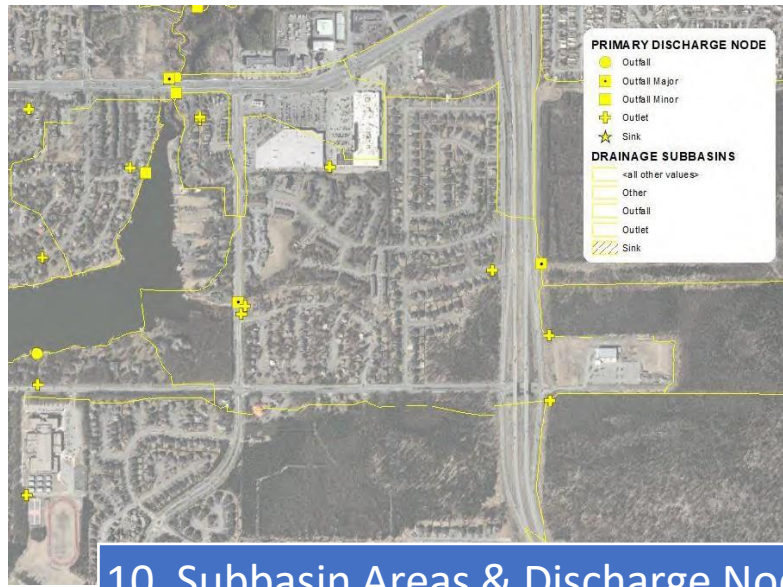 PRIMARY DISCHARGE NODE
Outfall
Outfall Major
Outfall Minor
Outlet
Sink
DRAINAGE SUBBASINS
<all other values>
Other
Outfall
Outlet
Sink
10. Subbasin Areas & Discharge No